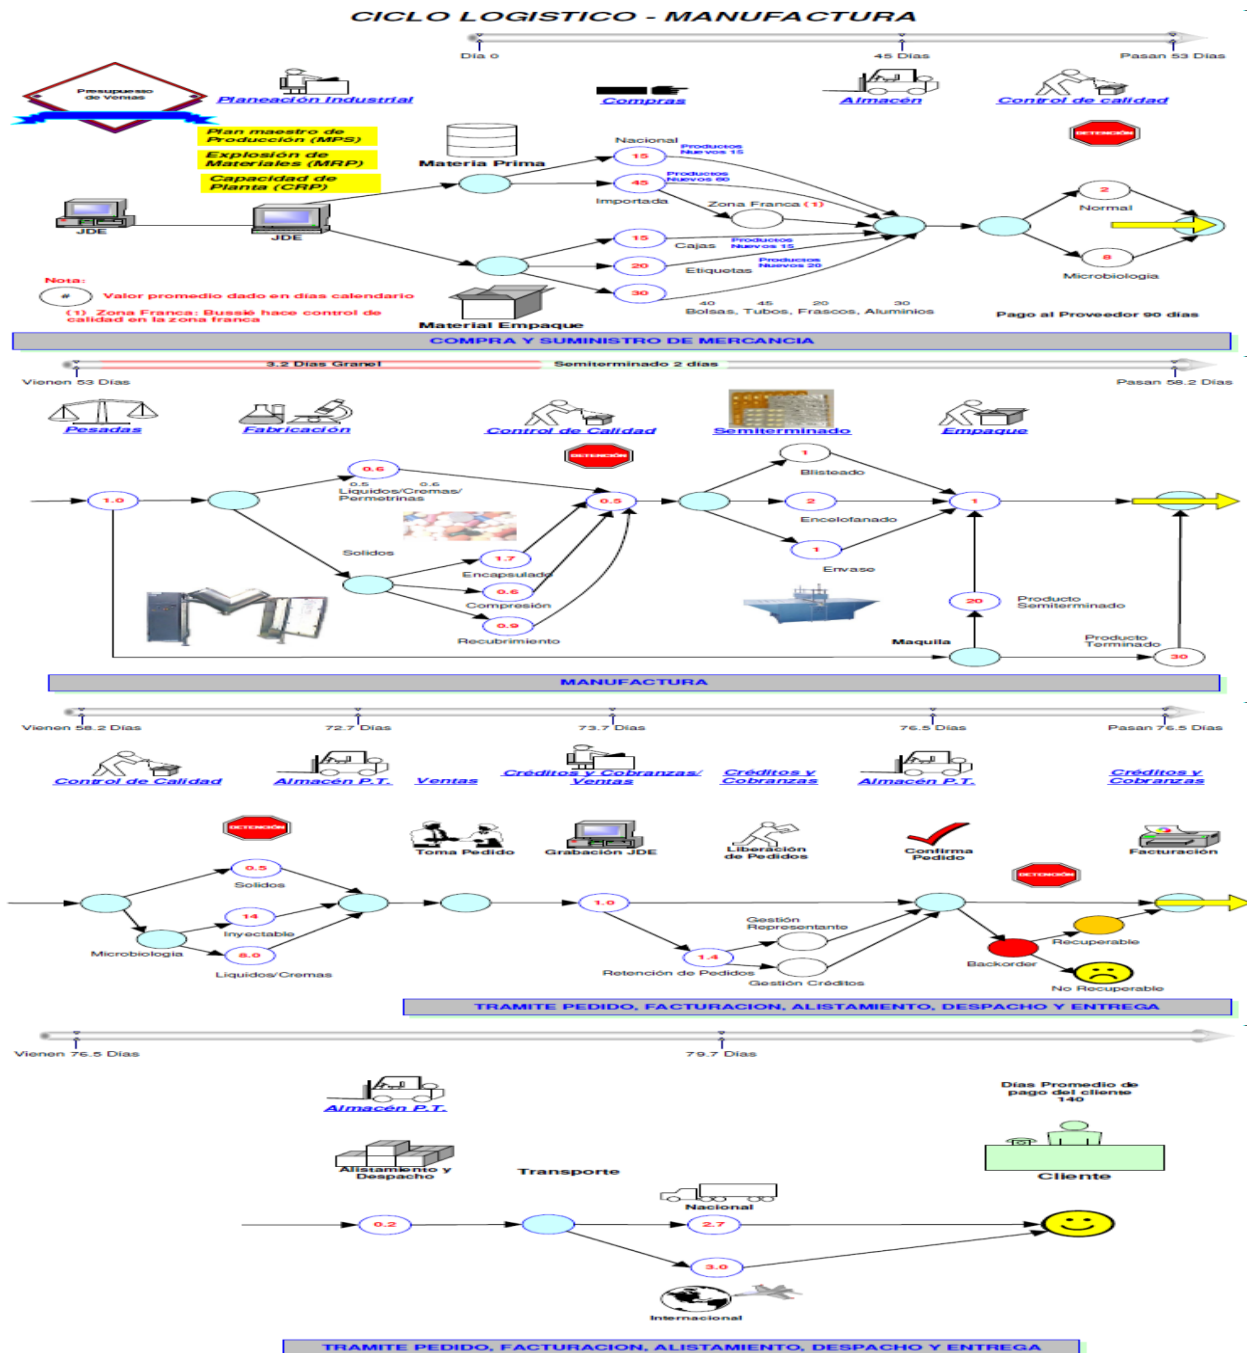 CICLO LOGISTICO - MANUFACTURA
Día 0
45 Días
Pasan 53 Días
Presupuesto
de Ventas
Planeación Industrial
Compras
Almacén
Control de calidad
Plan maestro de
Producción (MPS)
Explosión de
Materiales (MRP)
Capacidad de
Planta (CRP)
JDE
JDE
Materia Prima
Nacional
15
Productos
Nuevos 15
45
Productos
Nuevos 60
Importada
Zona Franca (1)
15
Cajas
Productos
Nuevos 15
20
Etiquetas
Productos
Nuevos 20
30
40 45 20 30
Bolsas, Tubos, Frascos, Aluminios
Material Empaque
DETENCIÓN
2
Normal
8
Microbiologia
Pago al Proveedor 90 días
Nota:
# Valor promedio dado en días calendario
(1) Zona Franca: Bussié hace control de
calidad en la zona franca
COMPRA Y SUMINISTRO DE MERCANCIA
3.2 Días Granel
Semiterminado 2 días
Vienen 53 Días
Pasan 58.2 Días
Pesadas
Fabricación
Control de Calidad
Semiterminado
Empaque
DETENCIÓN
1.0
0.6
0.5 0.6
Liquidos/Cremas/
Permetrinas
Solidos
1.7
Encapsulado
0.6
Compresión
0.9
Recubrimiento
0.5
1
Blisteado
2
Encelofanado
1
Envase
1
20
Producto
Semiterminado
Maquila
Producto
Terminado
30
MANUFACTURA
Vienen 58.2 Días
72.7 Días
73.7 Días
76.5 Días
Pasan 76.5 Días
Control de Calidad
Almacén P.T.
Ventas
Créditos y Cobranzas/
Ventas
Créditos y
Cobranzas
Almacén P.T.
Créditos y
Cobranzas
DETENCIÓN
Toma Pedido
Grabación JDE
Liberación
de Pedidos
Confirma
Pedido
DETENCIÓN
Facturación
0.5
Solidos
14
Inyectable
8.0
Liquidos/Cremas
Microbiologia
1.0
1.4
Retención de Pedidos
Gestión
Representante
Gestión Créditos
Backorder
Recuperable
No Recuperable
TRAMITE PEDIDO, FACTURACION, ALISTAMIENTO, DESPACHO Y ENTREGA
Vienen 76.5 Días
79.7 Días
Almacén P.T.
Alistamiento y
Despacho
Transporte
Nacional
Días Promedio de
pago del cliente
140
Cliente
0.2
2.7
3.0
Internacional
TRAMITE PEDIDO, FACTURACION, ALISTAMIENTO, DESPACHO Y ENTREGA